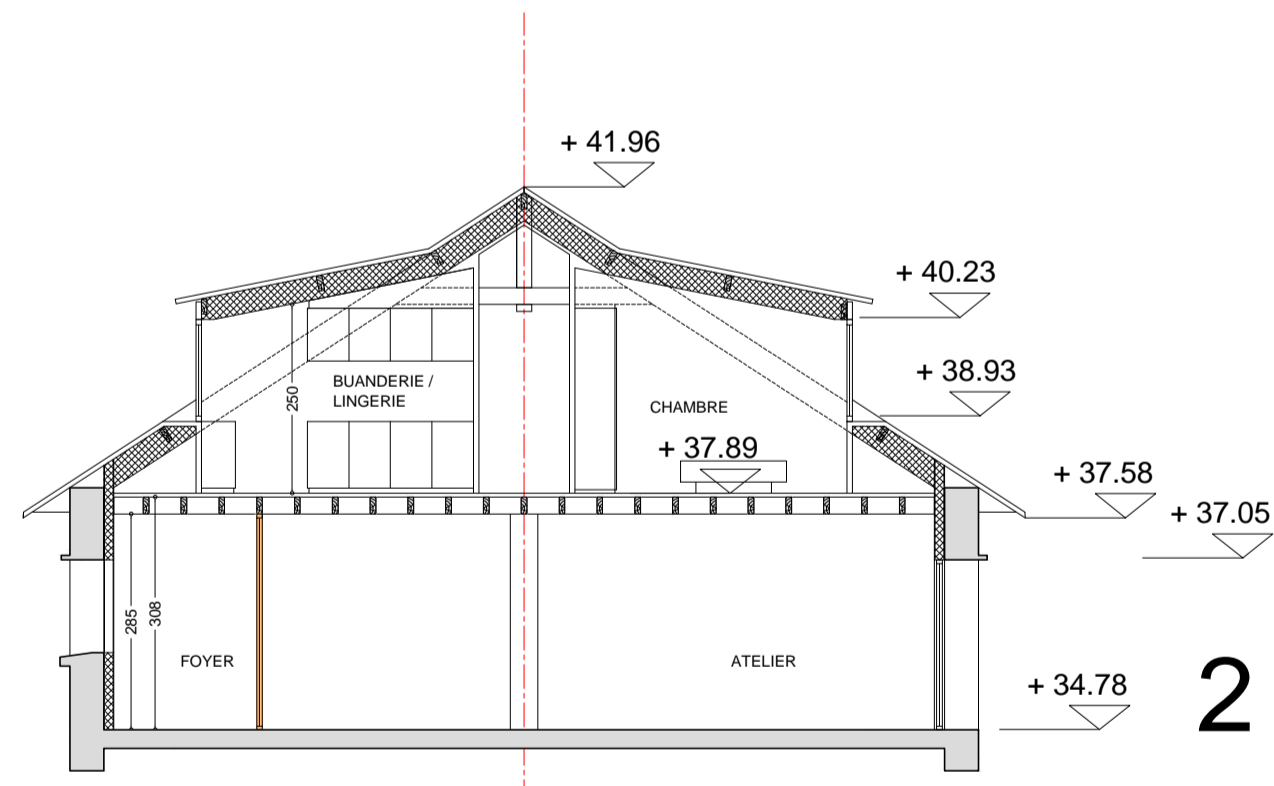 + 41.96
+ 40.23
+ 38.93
BUANDERIE /
LINGERIE
250
CHAMBRE
+ 37.89
+ 37.58
+ 37.05
285
308
FOYER
ATELIER
+ 34.78
2